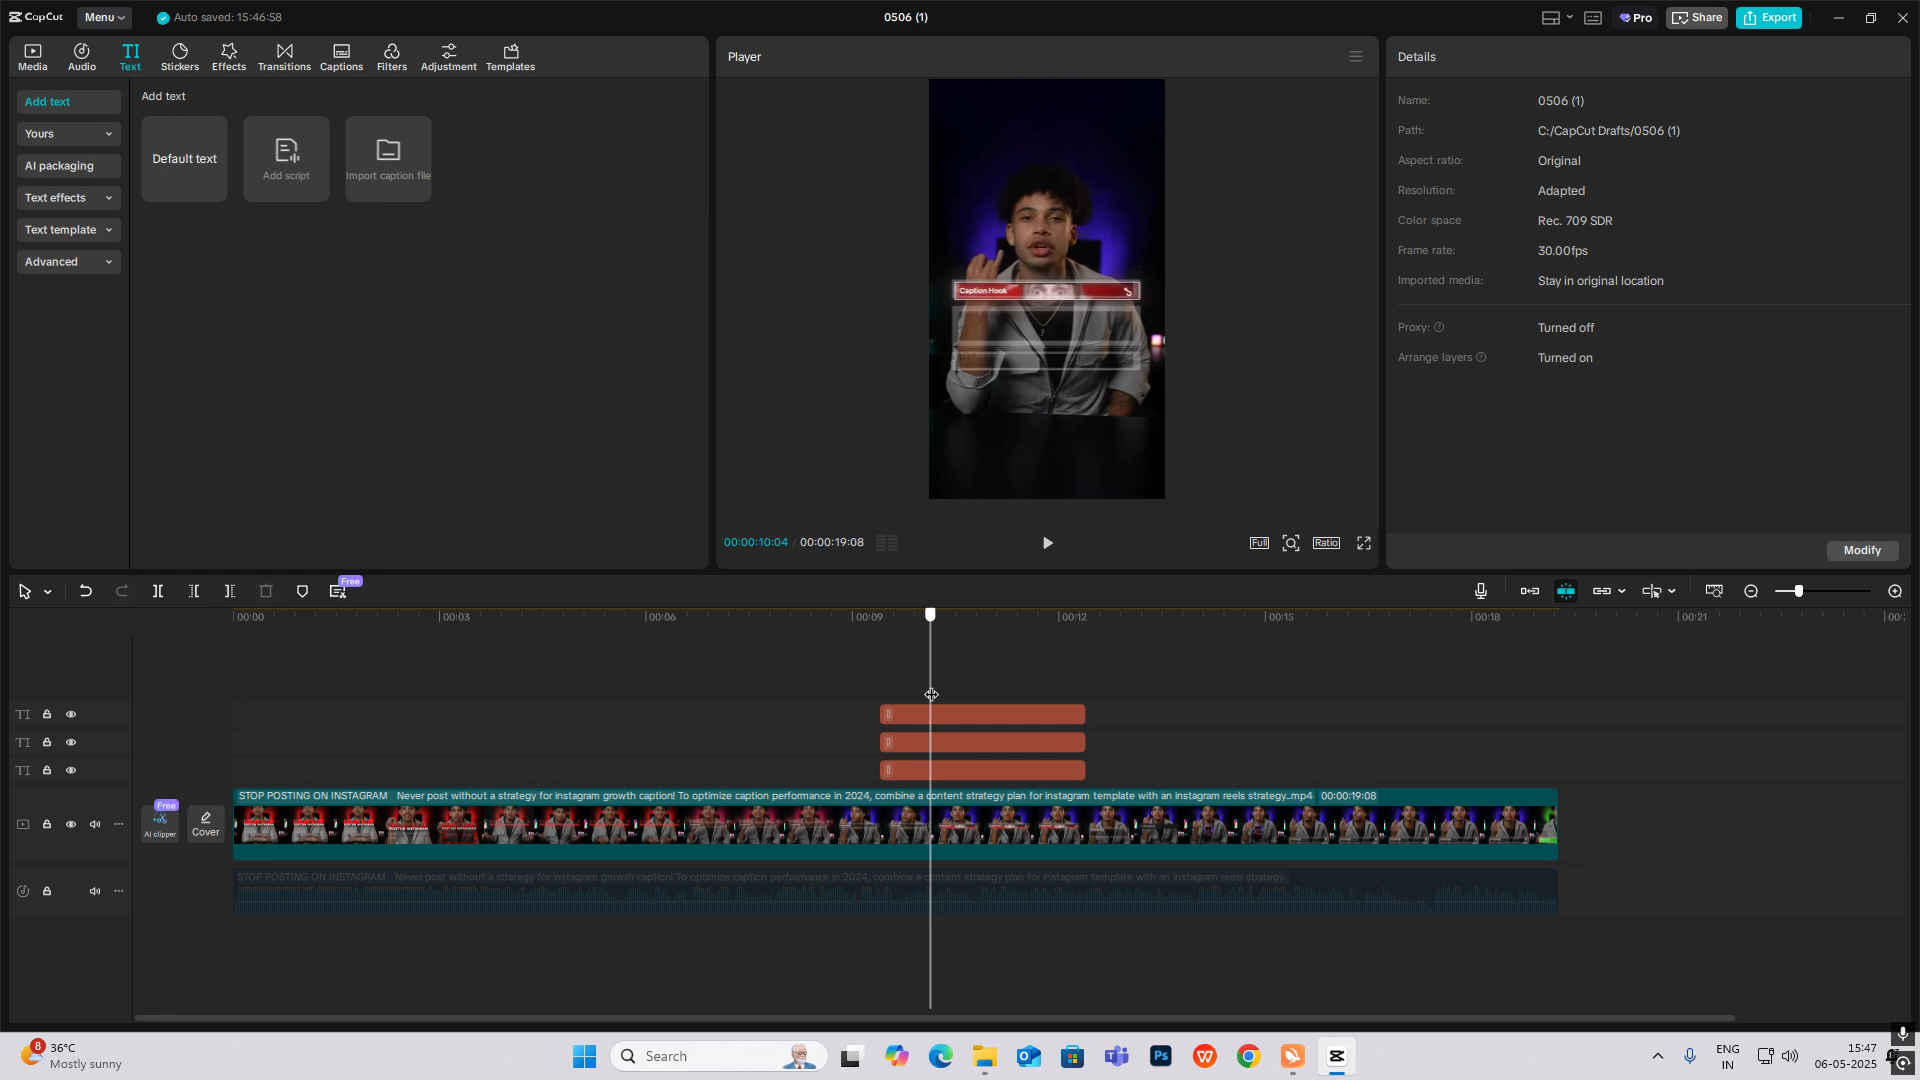 CapCut
Menu
Auto saved: 15:46:58
0506 (1)
Pro
Share
Export
Media
Audio
TI
Text
Stickers
Effects
Transitions
Captions
Filters
Adjustment
Templates
Player
Details
Add text
Yours
AI packaging
Text effects
Text template
Advanced
Add text
Default text
Add script
Import caption file
Caption Hook
00:00:10:04 / 00:00:19:08
Full
Ratio
Name: 0506 (1)
Path: C:/CapCut Drafts/0506 (1)
Aspect ratio: Original
Resolution: Adapted
Color space Rec. 709 SDR
Frame rate: 30.00fps
Imported media: Stay in original location
Proxy: Turned off
Arrange layers Turned on
Modify
Free
00:00 00:03 00:06 00:09 00:12 00:15 00:18 00:21
TI
TI
TI
STOP POSTING ON INSTAGRAM Never post without a strategy for instagram growth caption! To optimize caption performance in 2024, combine a content strategy plan for instagram template with an instagram reels strategy..mp4 00:00:19:08
Free
AI clipper
Cover
STOP POSTING ON INSTAGRAM Never post without a strategy for instagram growth caption! To optimize caption performance in 2024, combine a content strategy plan for instagram template with an instagram reels strategy.
8
36°C
Mostly sunny
Search
Ps
ENG
IN
15:47
06-05-2025